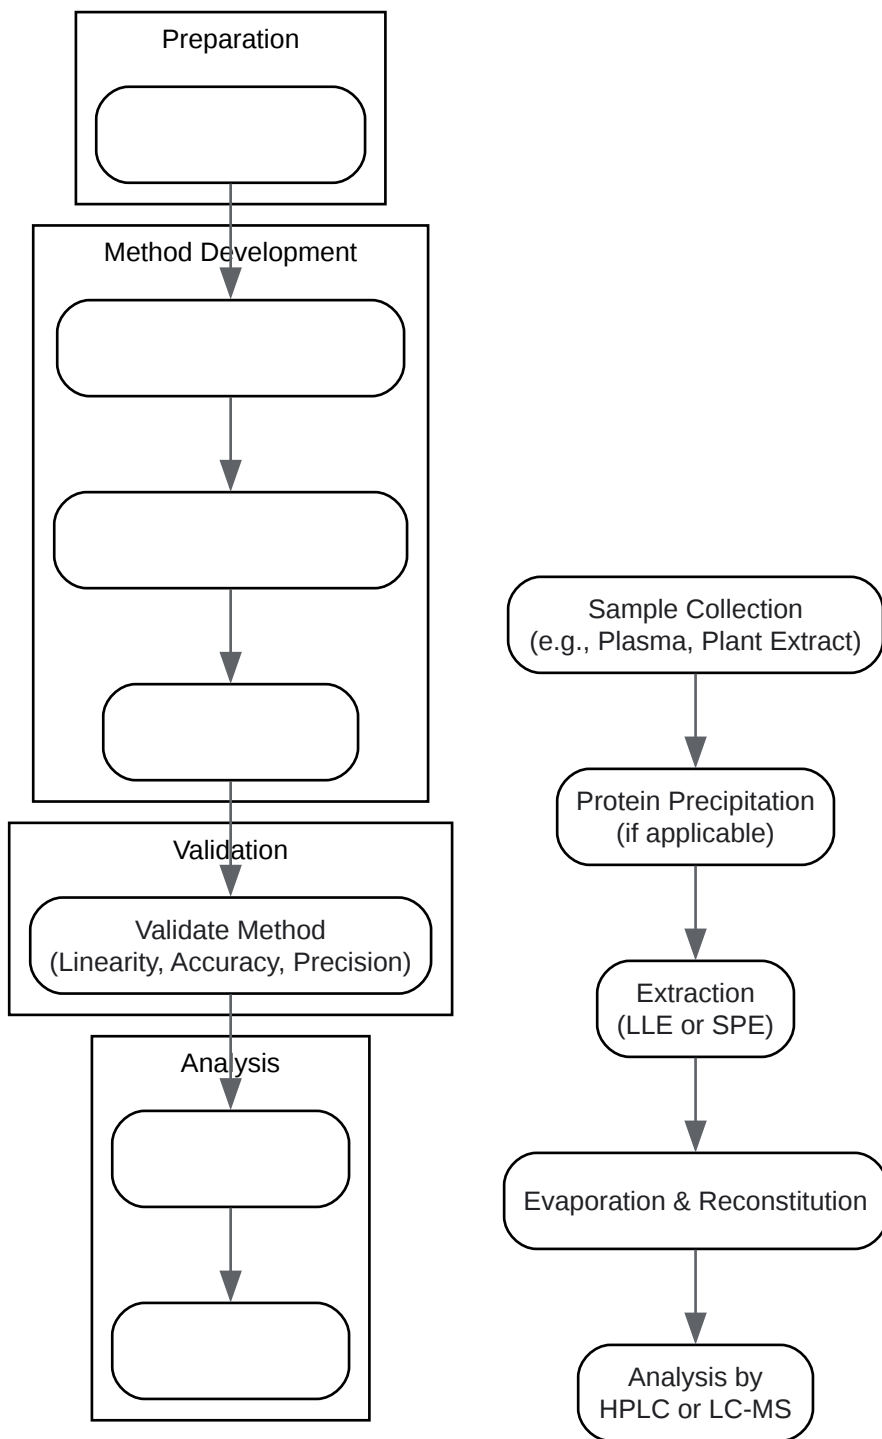 Preparation
Method Development
Validation
Validate Method
(Linearity, Accuracy, Precision)
Analysis
Sample Collection
(e.g., Plasma, Plant Extract)
Protein Precipitation
(if applicable)
Extraction
(LLE or SPE)
Evaporation & Reconstitution
Analysis by
HPLC or LC-MS